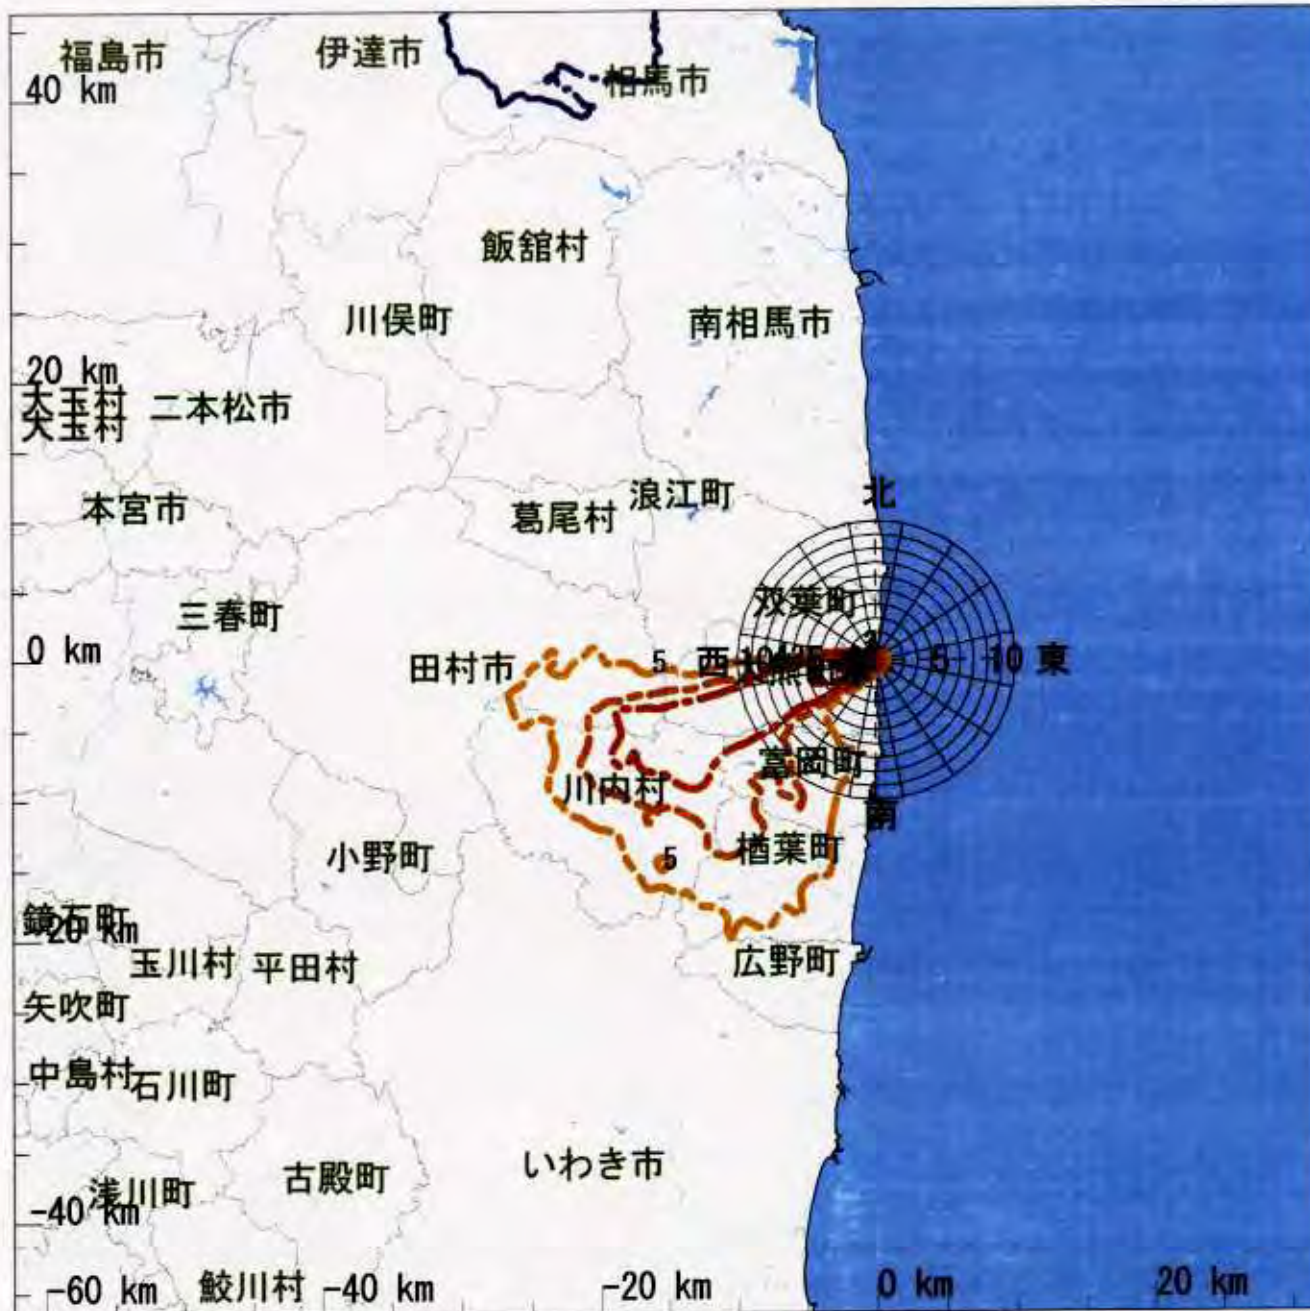 福島市
伊達市
相馬市
40 km
飯舘村
川俣町
南相馬市
20 km
大玉村
二本松市
大玉村
本宮市
葛尾村
浪江町
北
双葉町
三春町
0 km
田村市
5
西
10
5
10
東
富岡町
川内村
南
小野町
5
楢葉町
鏡石町
-20 km
玉川村
平田村
広野町
矢吹町
中島村
石川町
いわき市
古殿町
浅川町
-40 km
-60 km
鮫川村
-40 km
-20 km
0 km
20 km